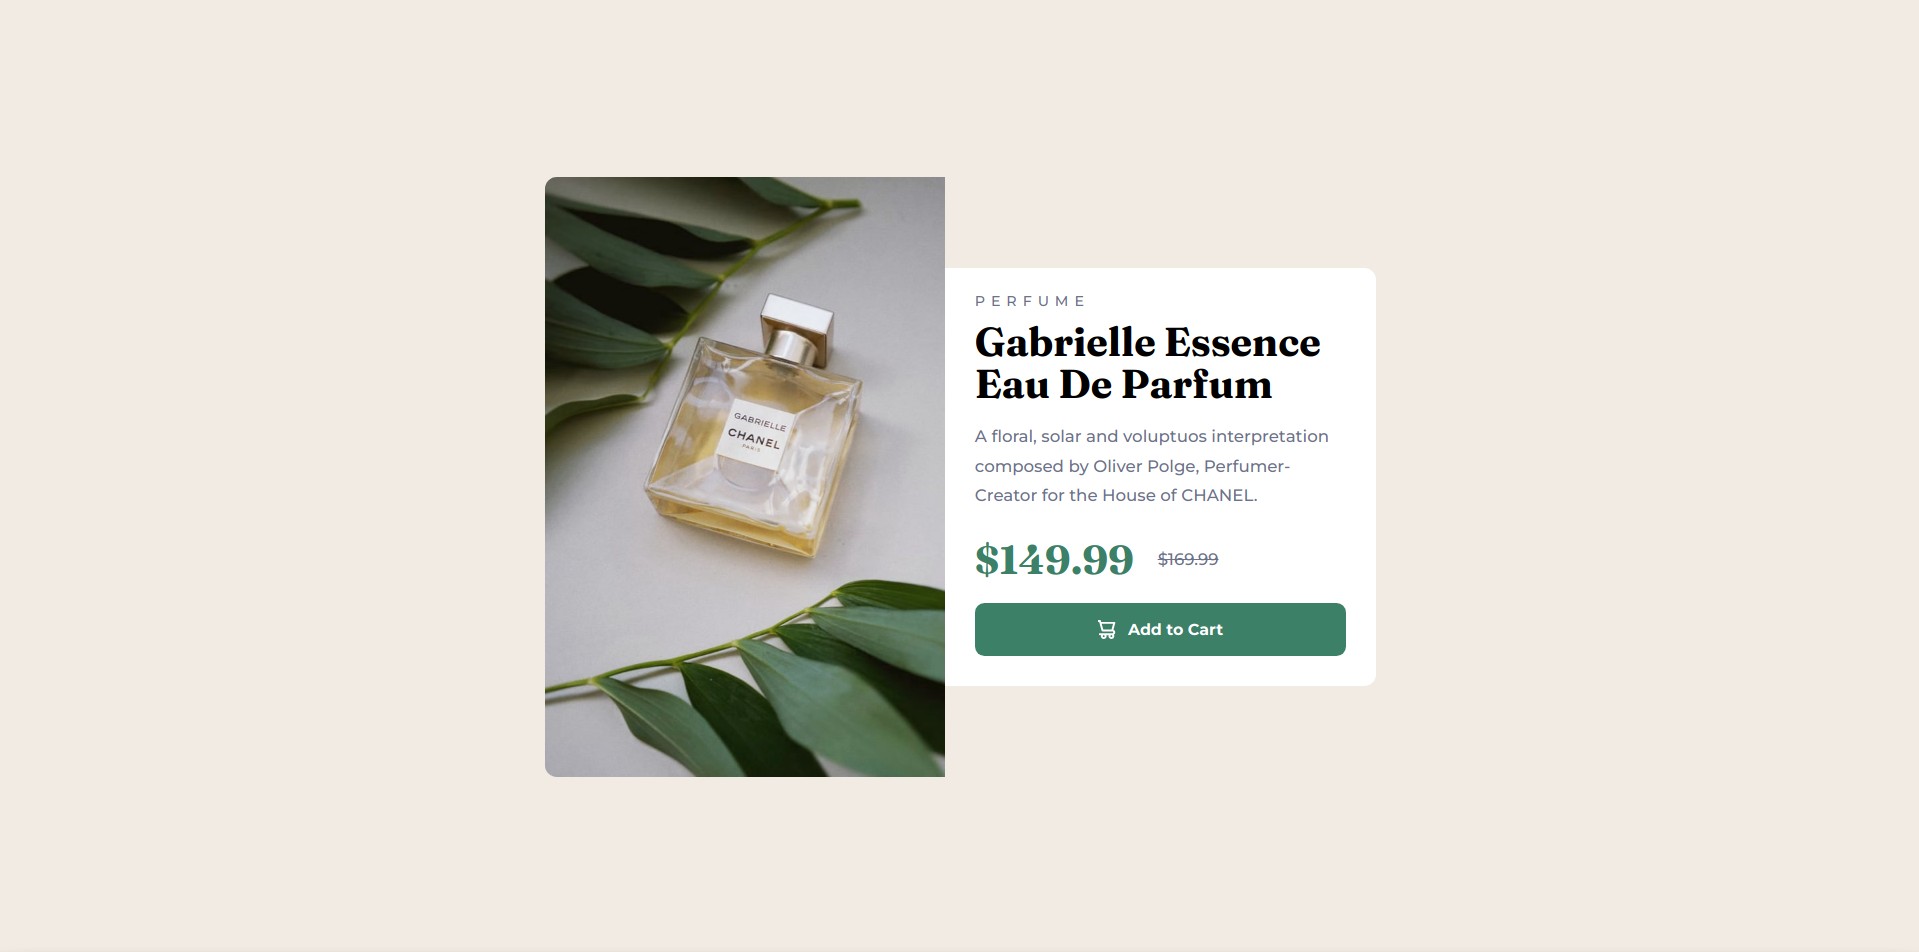 GABRIELLE
CHANEL
PARIS
PERFUME
Gabrielle Essence
Eau De Parfum
A floral, solar and voluptuos interpretation
composed by Oliver Polge, Perfumer-
Creator for the House of CHANEL.
$149.99 $169.99
Add to Cart